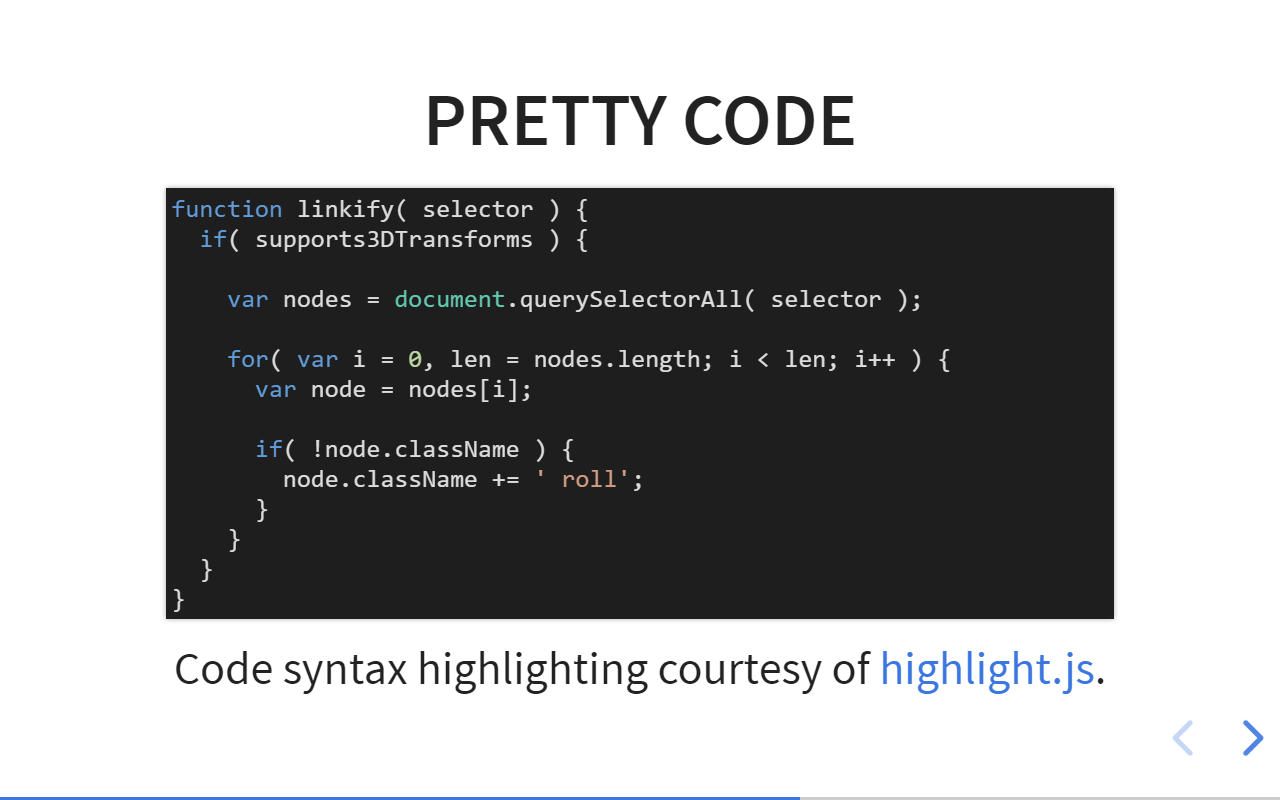 PRETTY CODE
function linkify( selector ) {
  if( supports3DTransforms ) {

    var nodes = document.querySelectorAll( selector );

    for( var i = 0, len = nodes.length; i < len; i++ ) {
      var node = nodes[i];

      if( !node.className ) {
        node.className += ' roll';
      }
    }
  }
}
Code syntax highlighting courtesy of highlight.js.